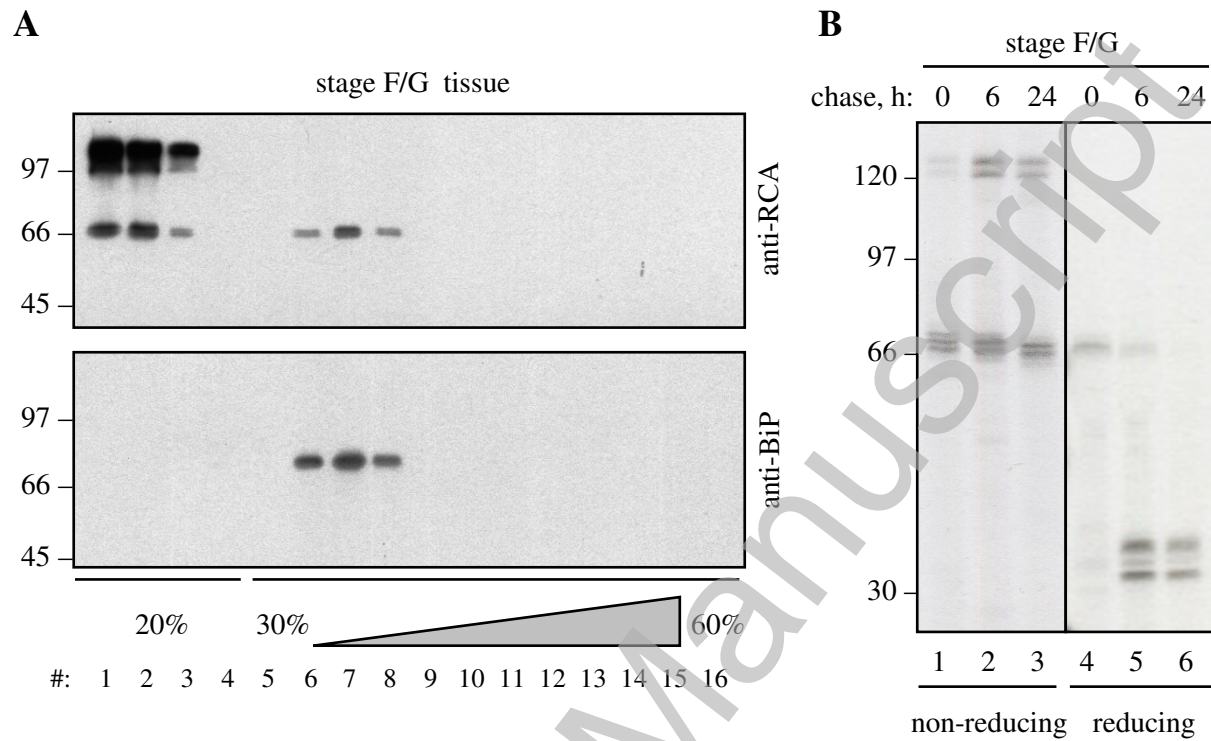 A
stage F/G tissue
97
66
45
anti-RCA
97
66
45
anti-BiP
20% 30% 60%
#: 1 2 3 4 5 6 7 8 9 10 11 12 13 14 15 16
B
stage F/G
chase, h: 0 6 24 0 6 24
120
97
66
30
1 2 3 4 5 6
non-reducing reducing
Manuscript